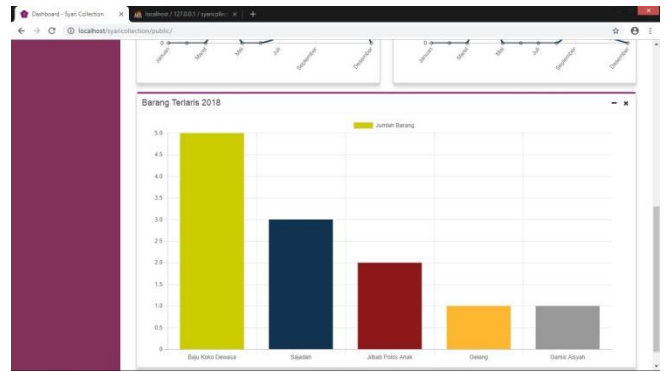 Dashboard - Syari Collection
localhost / 127.0.0.1 / syaricollec
localhost/syaricollection/public/
0
Januari
Maret
Mei
Juli
September
Desember
0
Januari
Maret
Mei
Juli
September
Desember
Barang Terlaris 2018
Jumlah Barang
5.0
4.5
4.0
3.5
3.0
2.5
2.0
1.5
1.0
0.5
0
Baju Koko Dewasa
Sajadah
Jilbab Polos Anak
Gelang
Gamis Aisyah